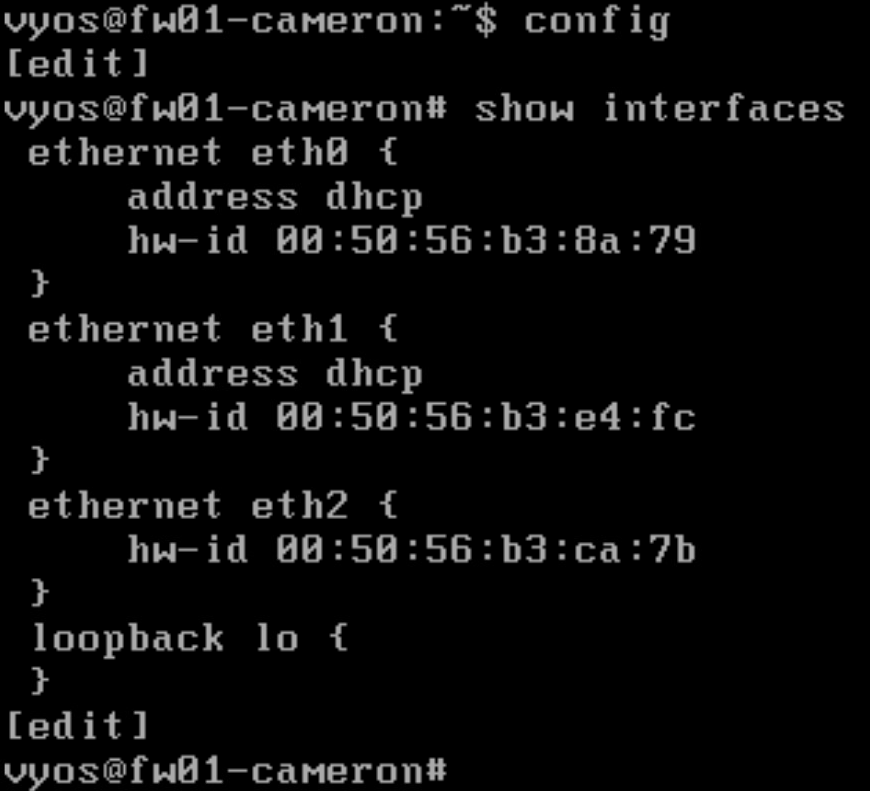 vyos@fw01-cameron:~$ config
[edit]
vyos@fw01-cameron# show interfaces
 ethernet eth0 {
     address dhcp
     hw-id 00:50:56:b3:8a:79
 }
 ethernet eth1 {
     address dhcp
     hw-id 00:50:56:b3:e4:fc
 }
 ethernet eth2 {
     hw-id 00:50:56:b3:ca:7b
 }
 loopback lo {
 }
[edit]
vyos@fw01-cameron#